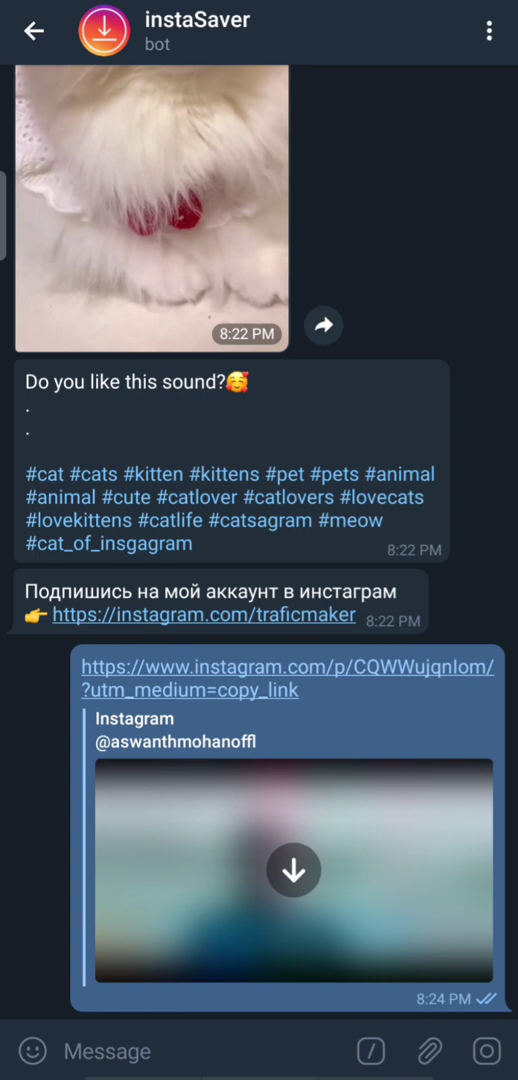 instaSaver
bot
8:22 PM
Do you like this sound?🥰
.
.
#cat #cats #kitten #kittens #pet #pets #animal
#animal #cute #catlover #catlovers #lovecats
#lovekittens #catlife #catsagram #meow
#cat_of_insgagram
8:22 PM
Подпишись на мой аккаунт в инстаграм
👉 https://instagram.com/traficmaker 8:22 PM
https://www.instagram.com/p/CQWWujqnIom/
?utm_medium=copy_link
Instagram
@aswanthmohanoffl
8:24 PM
Message